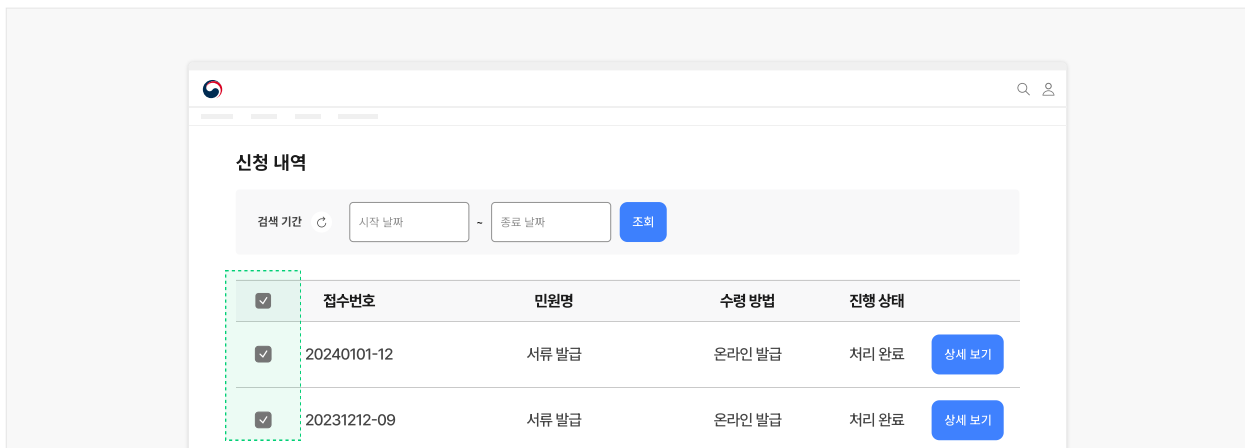 신청 내역
검색 기간 시작 날짜 ~ 종료 날짜 조회
접수번호 민원명 수령 방법 진행 상태
20240101-12 서류 발급 온라인 발급 처리 완료 상세 보기
20231212-09 서류 발급 온라인 발급 처리 완료 상세 보기